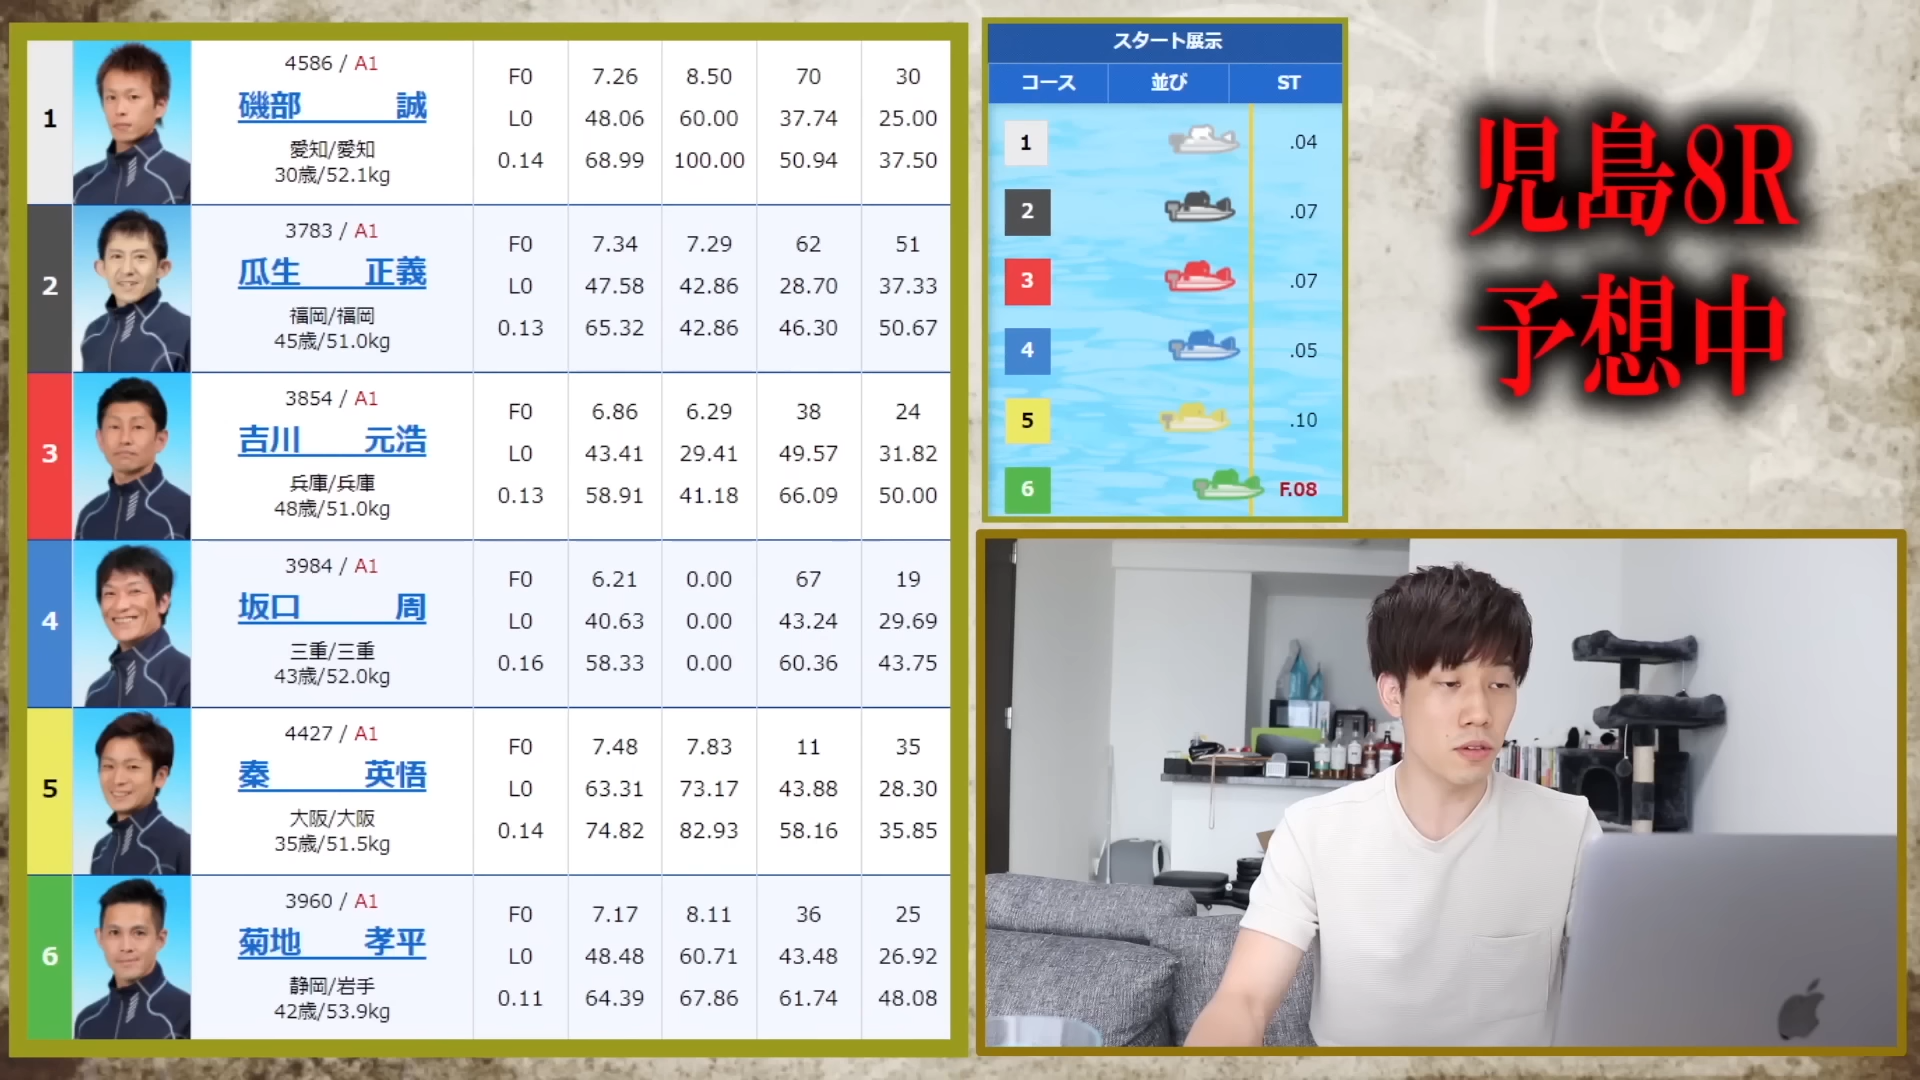 1
4586 / A1
磯部 誠
愛知/愛知
30歳/52.1kg
F0 7.26 8.50 70 30
L0 48.06 60.00 37.74 25.00
0.14 68.99 100.00 50.94 37.50
2
3783 / A1
瓜生 正義
福岡/福岡
45歳/51.0kg
F0 7.34 7.29 62 51
L0 47.58 42.86 28.70 37.33
0.13 65.32 42.86 46.30 50.67
3
3854 / A1
吉川 元浩
兵庫/兵庫
48歳/51.0kg
F0 6.86 6.29 38 24
L0 43.41 29.41 49.57 31.82
0.13 58.91 41.18 66.09 50.00
4
3984 / A1
坂口 周
三重/三重
43歳/52.0kg
F0 6.21 0.00 67 19
L0 40.63 0.00 43.24 29.69
0.16 58.33 0.00 60.36 43.75
5
4427 / A1
秦 英悟
大阪/大阪
35歳/51.5kg
F0 7.48 7.83 11 35
L0 63.31 73.17 43.88 28.30
0.14 74.82 82.93 58.16 35.85
6
3960 / A1
菊地 孝平
静岡/岩手
42歳/53.9kg
F0 7.17 8.11 36 25
L0 48.48 60.71 43.48 26.92
0.11 64.39 67.86 61.74 48.08
スタート展示
コース 並び ST
1 .04
2 .07
3 .07
4 .05
5 .10
6 F.08
児島8R
予想中